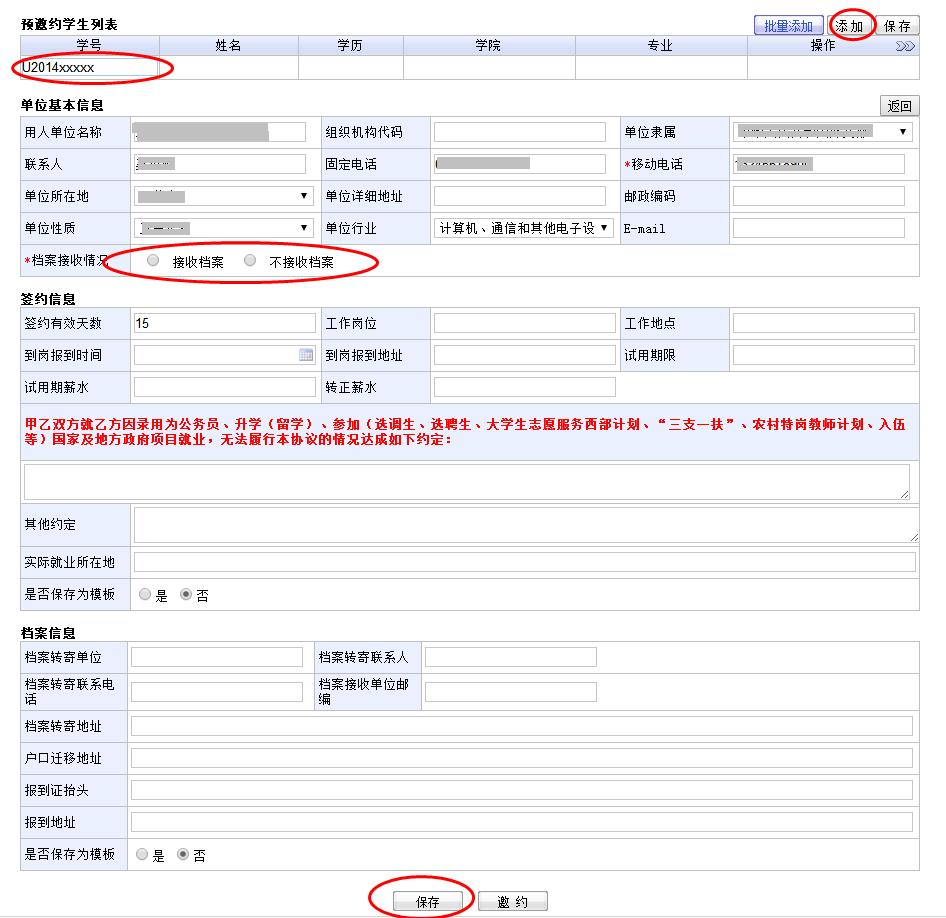 预邀约学生列表 批量添加 添加 保存
学号 姓名 学历 学院 专业 操作
U2014xxxxx
单位基本信息 返回
用人单位名称 组织机构代码 单位隶属
联系人 固定电话 *移动电话
单位所在地 单位详细地址 邮政编码
单位性质 单位行业 计算机、通信和其他电子设 E-mail
*档案接收情况 接收档案 不接收档案
签约信息
签约有效天数 15 工作岗位 工作地点
到岗报到时间 到岗报到地址 试用期限
试用期薪水 转正薪水
甲乙双方就乙方因录用为公务员、升学（留学）、参加（选调生、选聘生、大学生志愿服务西部计划、“三支一扶”、农村特岗教师计划、入伍
等）国家及地方政府项目就业，无法履行本协议的情况达成如下约定：
其他约定
实际就业所在地
是否保存为模板 是 否
档案信息
档案转寄单位 档案转寄联系人
档案转寄联系电话 档案接收单位邮编
档案转寄地址
户口迁移地址
报到证抬头
报到地址
是否保存为模板 是 否
保存 邀 约